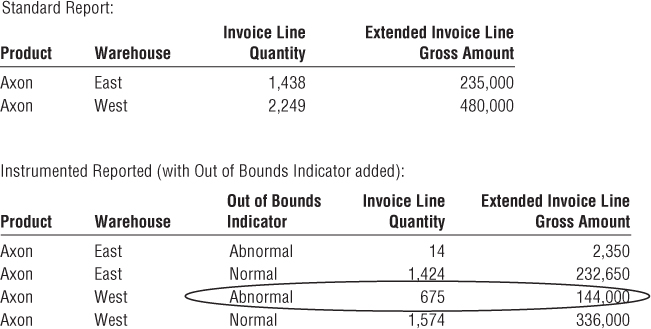 Standard Report:
Invoice Line Extended Invoice Line
Product Warehouse Quantity Gross Amount
Axon East 1,438 235,000
Axon West 2,249 480,000
Instrumented Reported (with Out of Bounds Indicator added):
Out of Bounds Invoice Line Extended Invoice Line
Product Warehouse Indicator Quantity Gross Amount
Axon East Abnormal 14 2,350
Axon East Normal 1,424 232,650
Axon West Abnormal 675 144,000
Axon West Normal 1,574 336,000